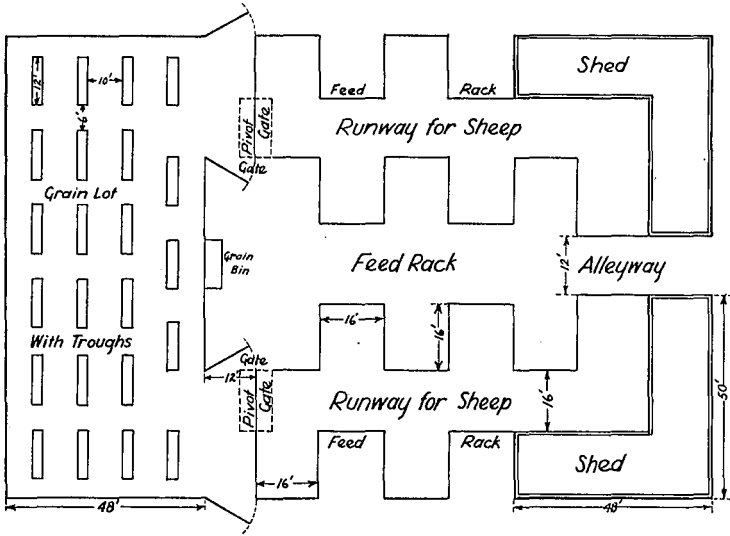 Shed
12'
10'
Feed
Rack
Pivot
Gate
Runway for Sheep
6'
Gate
Grain Lot
Grain
Bin
Feed Rack
12'
Alleyway
16'
16'
With Troughs
Gate
12'
Pivot
Gate
Runway for Sheep
16'
50'
Feed
Rack
Shed
16'
48'
48'